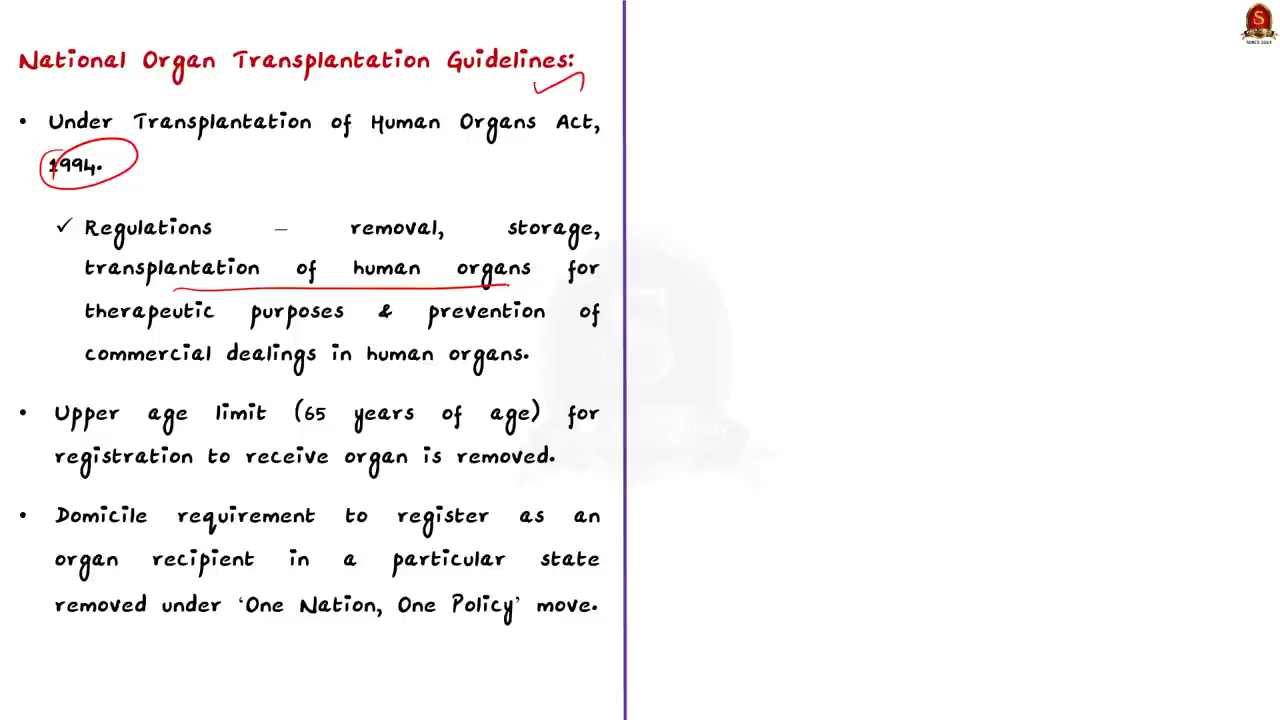 National Organ Transplantation Guidelines:
• Under Transplantation of Human Organs Act,
1994.
✓ Regulations – removal, storage,
transplantation of human organs for
therapeutic purposes & prevention of
commercial dealings in human organs.
• Upper age limit (65 years of age) for
registration to receive organ is removed.
• Domicile requirement to register as an
organ recipient in a particular state
removed under ‘One Nation, One Policy’ move.
S
SINCE 2004